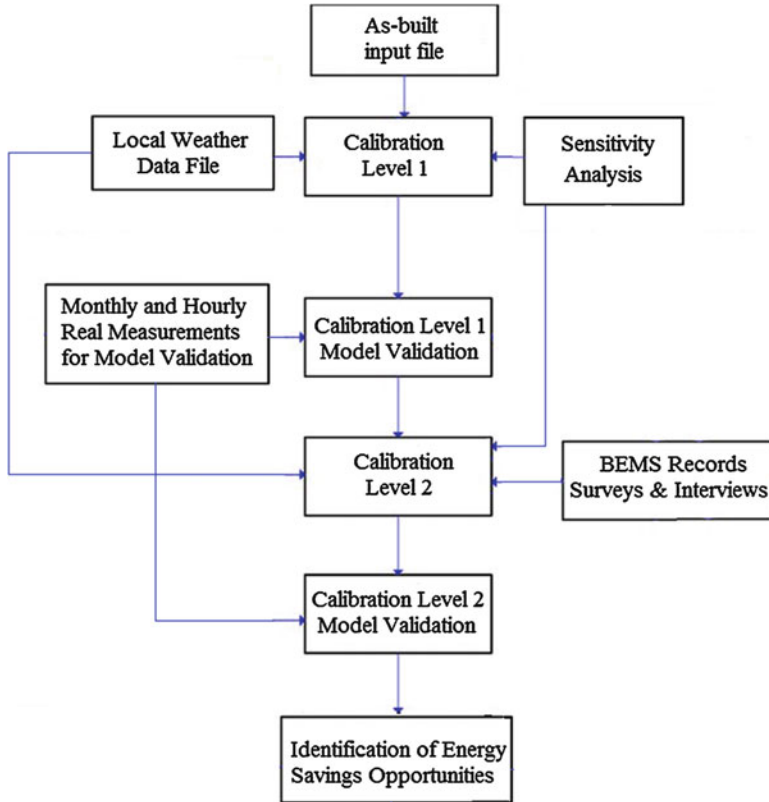 As-built
input file
Local Weather
Data File
Calibration
Level 1
Sensitivity
Analysis
Monthly and Hourly
Real Measurements
for Model Validation
Calibration Level 1
Model Validation
Calibration
Level 2
BEMS Records
Surveys & Interviews
Calibration Level 2
Model Validation
Identification of Energy
Savings Opportunities